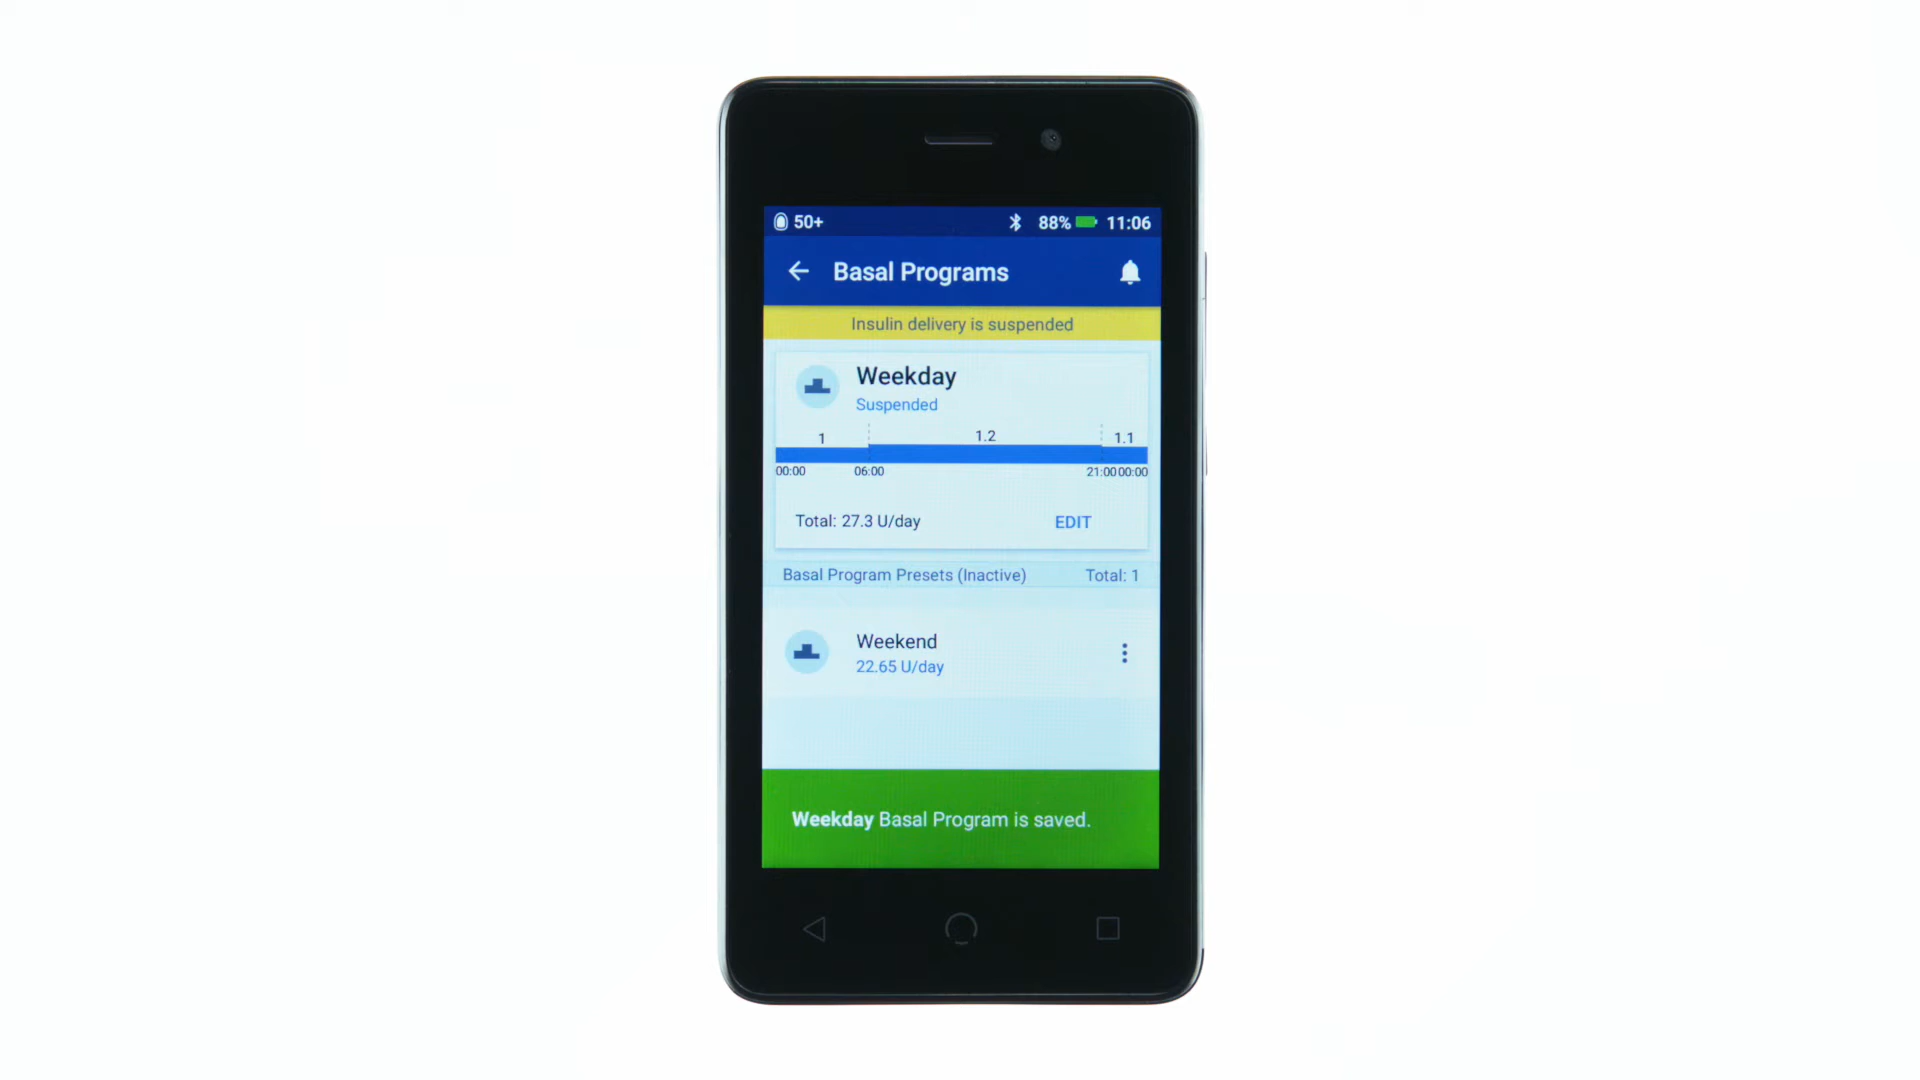 50+ 88% 11:06
Basal Programs
Insulin delivery is suspended
Weekday
Suspended
1 1.2 1.1
00:00 06:00 21:00 00:00
Total: 27.3 U/day EDIT
Basal Program Presets (Inactive) Total: 1
Weekend
22.65 U/day
Weekday Basal Program is saved.